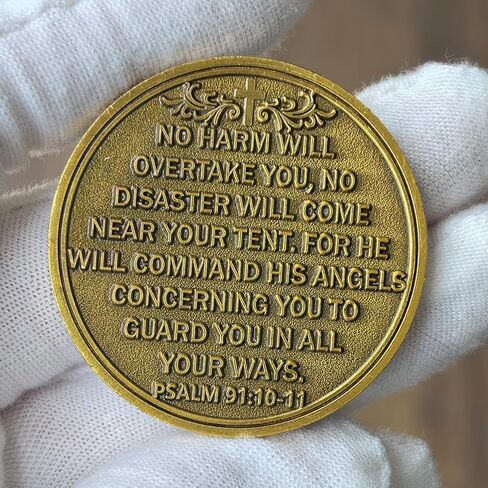 NO HARM WILL
OVERTAKE YOU, NO
DISASTER WILL COME
NEAR YOUR TENT. FOR HE
WILL COMMAND HIS ANGELS
CONCERNING YOU TO
GUARD YOU IN ALL
YOUR WAYS.
PSALM 91:10-11